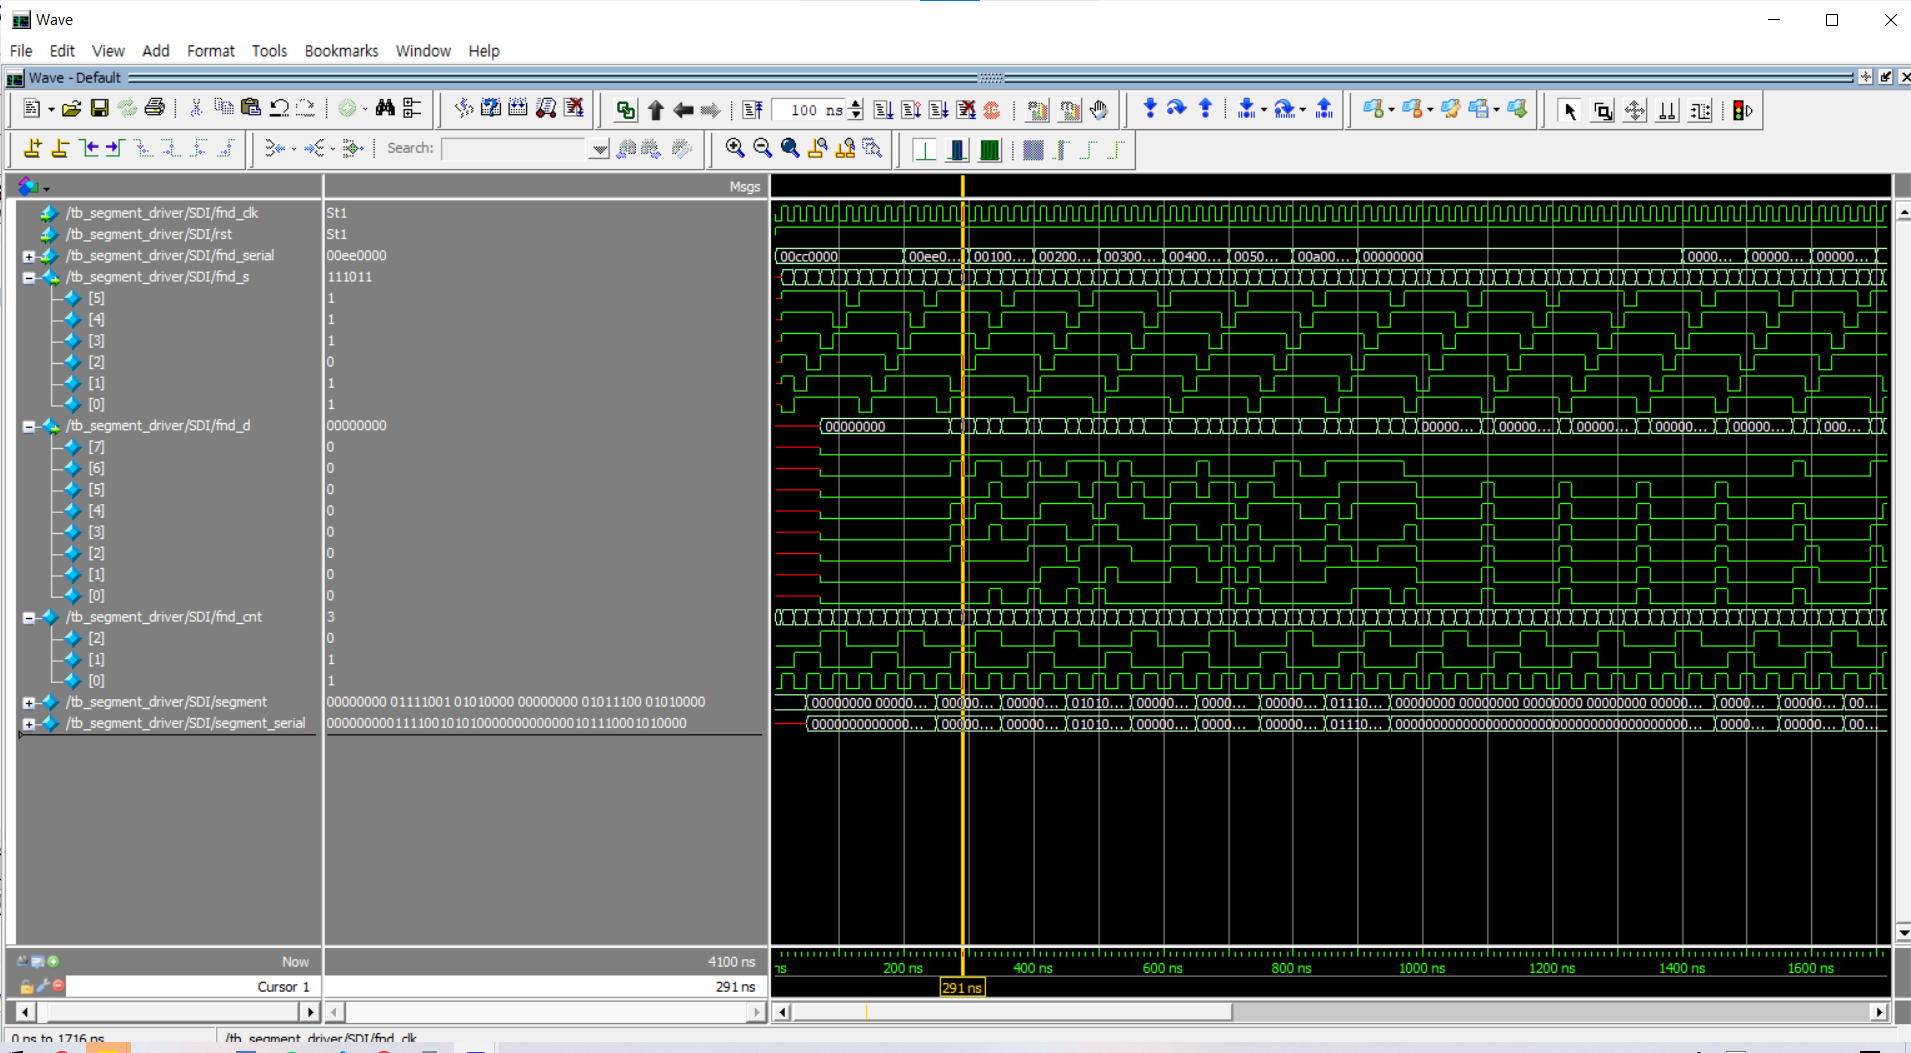 Wave
File Edit View Add Format Tools Bookmarks Window Help
Wave - Default
100 ns
Search:
Msgs
/tb_segment_driver/SDI/fnd_clk St1
/tb_segment_driver/SDI/rst St1
/tb_segment_driver/SDI/fnd_serial 00ee0000 00cc0000 00ee0... 00100... 00200... 00300... 00400... 0050... 00a00... 00000000 0000... 00000... 00000...
/tb_segment_driver/SDI/fnd_s 111011
[5] 1
[4] 1
[3] 1
[2] 0
[1] 1
[0] 1
/tb_segment_driver/SDI/fnd_d 00000000 00000000 00000... 00000... 00000... 00000... 00000... 000...
[7] 0
[6] 0
[5] 0
[4] 0
[3] 0
[2] 0
[1] 0
[0] 0
/tb_segment_driver/SDI/fnd_cnt 3
[2] 0
[1] 1
[0] 1
/tb_segment_driver/SDI/segment 00000000 01111001 01010000 00000000 01011100 01010000 00000000 00000... 00000... 00000... 01010... 00000... 0000... 00000... 01110... 00000000 00000000 00000000 00000000 00000... 0000... 00000... 00...
/tb_segment_driver/SDI/segment_serial 000000000111100101010000000000000101110001010000 0000000000000... 00000... 00000... 01010... 00000... 0000... 00000... 01110... 0000... 00000... 00...
Now 4100 ns
ns 200 ns 400 ns 600 ns 800 ns 1000 ns 1200 ns 1400 ns 1600 ns
Cursor 1 291 ns
291 ns
0 ns to 1716 ns /tb_segment_driver/SDI/fnd_clk